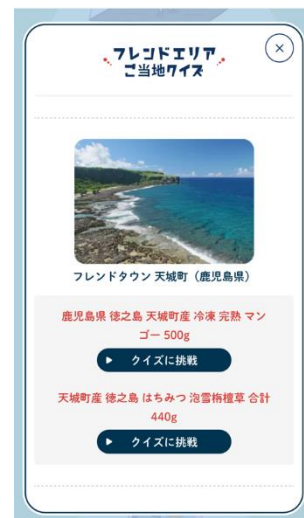 フレンドエリア
ご当地クイズ
フレンドタウン 天城町（鹿児島県）
鹿児島県 徳之島 天城町産 冷凍 完熟 マン
ゴー 500g
クイズに挑戦
天城町産 徳之島 はちみつ 泡雪栴檀草 合計
440g
クイズに挑戦